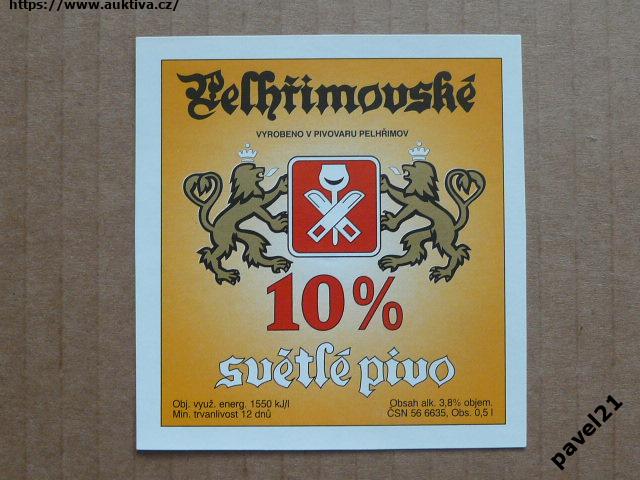 https://www.auktiva.cz/
Pelhřimovské
VYROBENO V PIVOVARU PELHŘIMOV
10%
světlé pivo
Obj. využ. energ. 1550 kJ/l
Min. trvanlivost 12 dnů
Obsah alk. 3,8% objem.
ČSN 56 6635, Obs. 0,5 l
pavel21